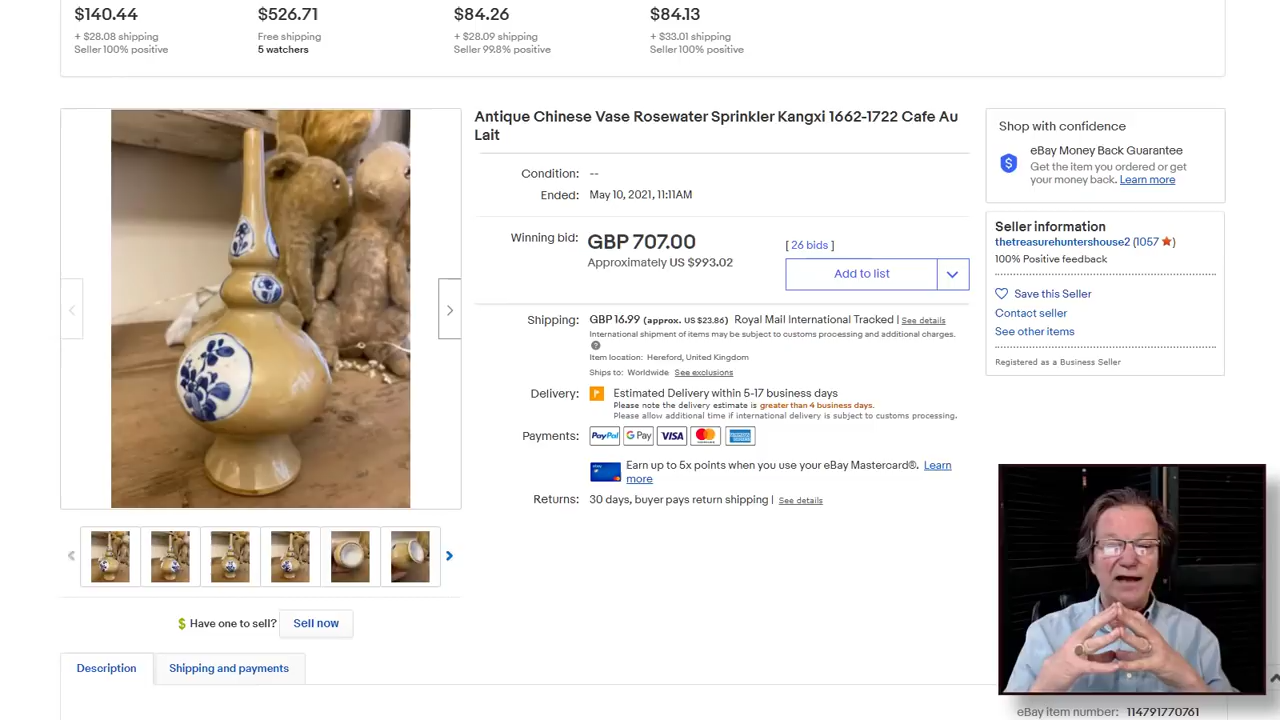 $140.44
+ $28.08 shipping
Seller 100% positive
$526.71
Free shipping
5 watchers
$84.26
+ $28.09 shipping
Seller 99.8% positive
$84.13
+ $33.01 shipping
Seller 100% positive
Antique Chinese Vase Rosewater Sprinkler Kangxi 1662-1722 Cafe Au
Lait
Condition: --
Ended: May 10, 2021, 11:11AM
Winning bid: GBP 707.00 [ 26 bids ]
Approximately US $993.02
Add to list
Shipping: GBP 16.99 (approx. US $23.86) Royal Mail International Tracked | See details
International shipment of items may be subject to customs processing and additional charges.
?
Item location: Hereford, United Kingdom
Ships to: Worldwide See exclusions
Delivery: Estimated Delivery within 5-17 business days
Please note the delivery estimate is greater than 4 business days.
Please allow additional time if international delivery is subject to customs processing.
Payments: PayPal G Pay VISA
Earn up to 5x points when you use your eBay Mastercard®. Learn
more
Returns: 30 days, buyer pays return shipping | See details
Shop with confidence
$
eBay Money Back Guarantee
Get the item you ordered or get
your money back. Learn more
Seller information
thetreasurehuntershouse2 (1057 )
100% Positive feedback
Save this Seller
Contact seller
See other items
Registered as a Business Seller
$ Have one to sell? Sell now
Description
Shipping and payments
eBay item number: 114791770761